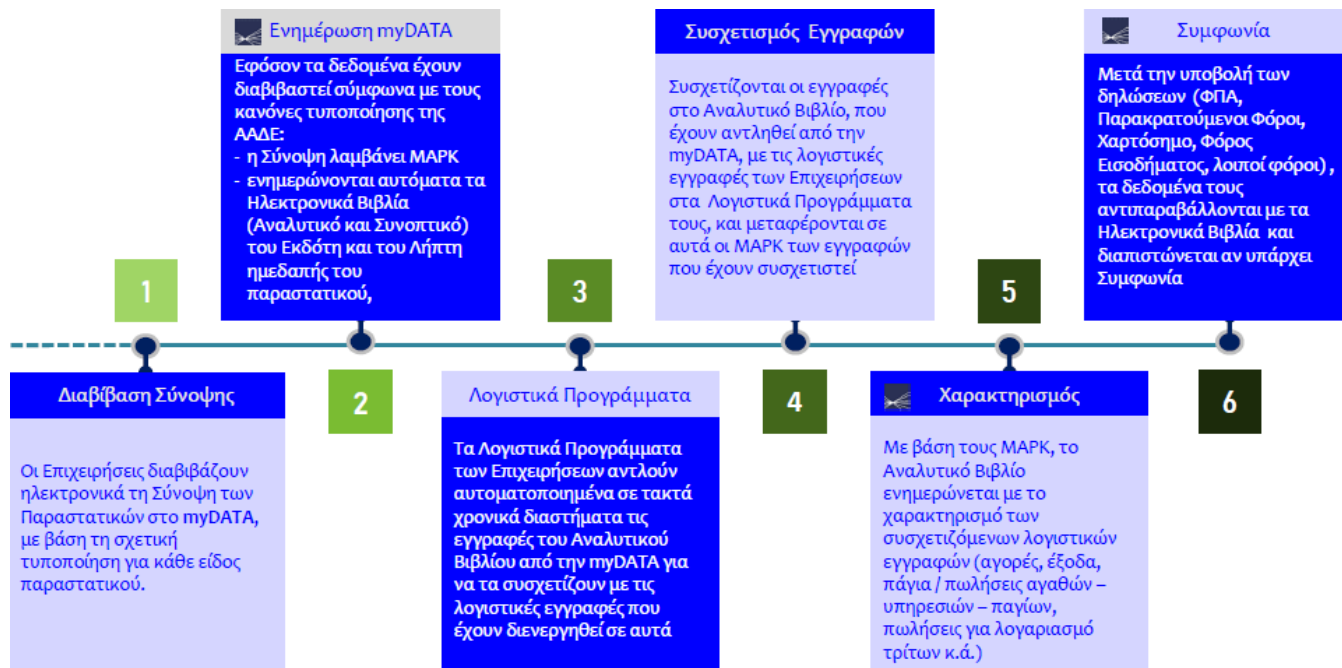 1
Διαβίβαση Σύνοψης
Οι Επιχειρήσεις διαβιβάζουν
ηλεκτρονικά τη Σύνοψη των
Παραστατικών στο myDATA,
με βάση τη σχετική
τυποποίηση για κάθε είδος
παραστατικού.
Ενημέρωση myDATA
Εφόσον τα δεδομένα έχουν
διαβιβαστεί σύμφωνα με τους
κανόνες τυποποίησης της
ΑΑΔΕ:
- η Σύνοψη λαμβάνει ΜΑΡΚ
- ενημερώνονται αυτόματα τα
Ηλεκτρονικά Βιβλία
(Αναλυτικό και Συνοπτικό)
του Εκδότη και του Λήπτη
ημεδαπής του
παραστατικού,
2
3
Λογιστικά Προγράμματα
Τα Λογιστικά Προγράμματα
των Επιχειρήσεων αντλούν
αυτοματοποιημένα σε τακτά
χρονικά διαστήματα τις
εγγραφές του Αναλυτικού
Βιβλίου από την myDATA για
να τα συσχετίζουν με τις
λογιστικές εγγραφές που
έχουν διενεργηθεί σε αυτά
Συσχετισμός Εγγραφών
Συσχετίζονται οι εγγραφές
στο Αναλυτικό Βιβλίο, που
έχουν αντληθεί από την
myDATA, με τις λογιστικές
εγγραφές των Επιχειρήσεων
στα Λογιστικά Προγράμματα
τους, και μεταφέρονται σε
αυτά οι ΜΑΡΚ των εγγραφών
που έχουν συσχετιστεί
4
5
Χαρακτηρισμός
Με βάση τους ΜΑΡΚ, το
Αναλυτικό Βιβλίο
ενημερώνεται με το
χαρακτηρισμό των
συσχετιζόμενων λογιστικών
εγγραφών (αγορές, έξοδα,
πάγια / πωλήσεις αγαθών –
υπηρεσιών – παγίων,
πωλήσεις για λογαριασμό
τρίτων κ.ά.)
Συμφωνία
Μετά την υποβολή των
δηλώσεων (ΦΠΑ,
Παρακρατούμενοι Φόροι,
Χαρτόσημο, Φόρος
Εισοδήματος, λοιποί φόροι) ,
τα δεδομένα τους
αντιπαραβάλλονται με τα
Ηλεκτρονικά Βιβλία και
διαπιστώνεται αν υπάρχει
Συμφωνία
6